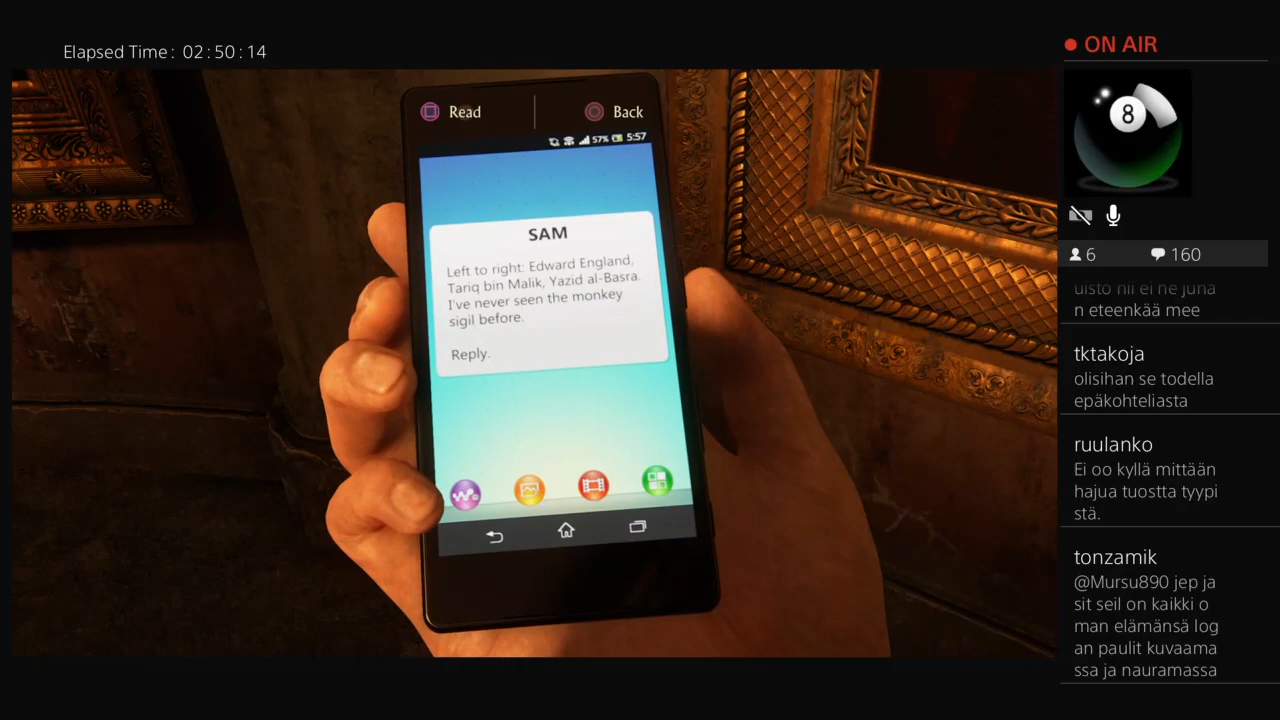 Elapsed Time: 02:50:14
ON AIR
Read
Back
57%
5:57
SAM
Left to right: Edward England,
Tariq bin Malik, Yazid al-Basra.
I've never seen the monkey
sigil before.
Reply.
8
6
160
uisto nii ei ne juna
n eteenkää mee
tktakoja
olisihan se todella
epäkohteliasta
ruulanko
Ei oo kyllä mittään
hajua tuostta tyypi
stä.
tonzamik
@Mursu890 jep ja
sit seil on kaikki o
man elämänsä log
an paulit kuvaama
ssa ja nauramassa